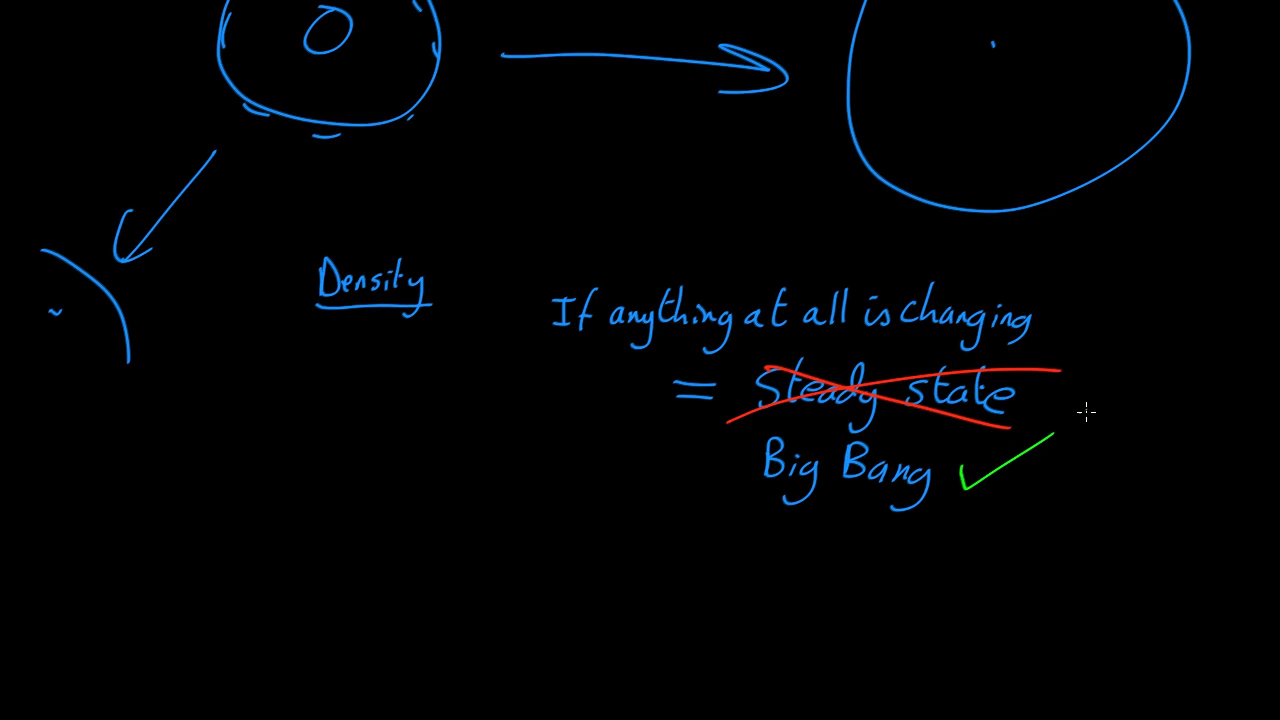 Density
If anything at all is changing
= Steady state
Big Bang